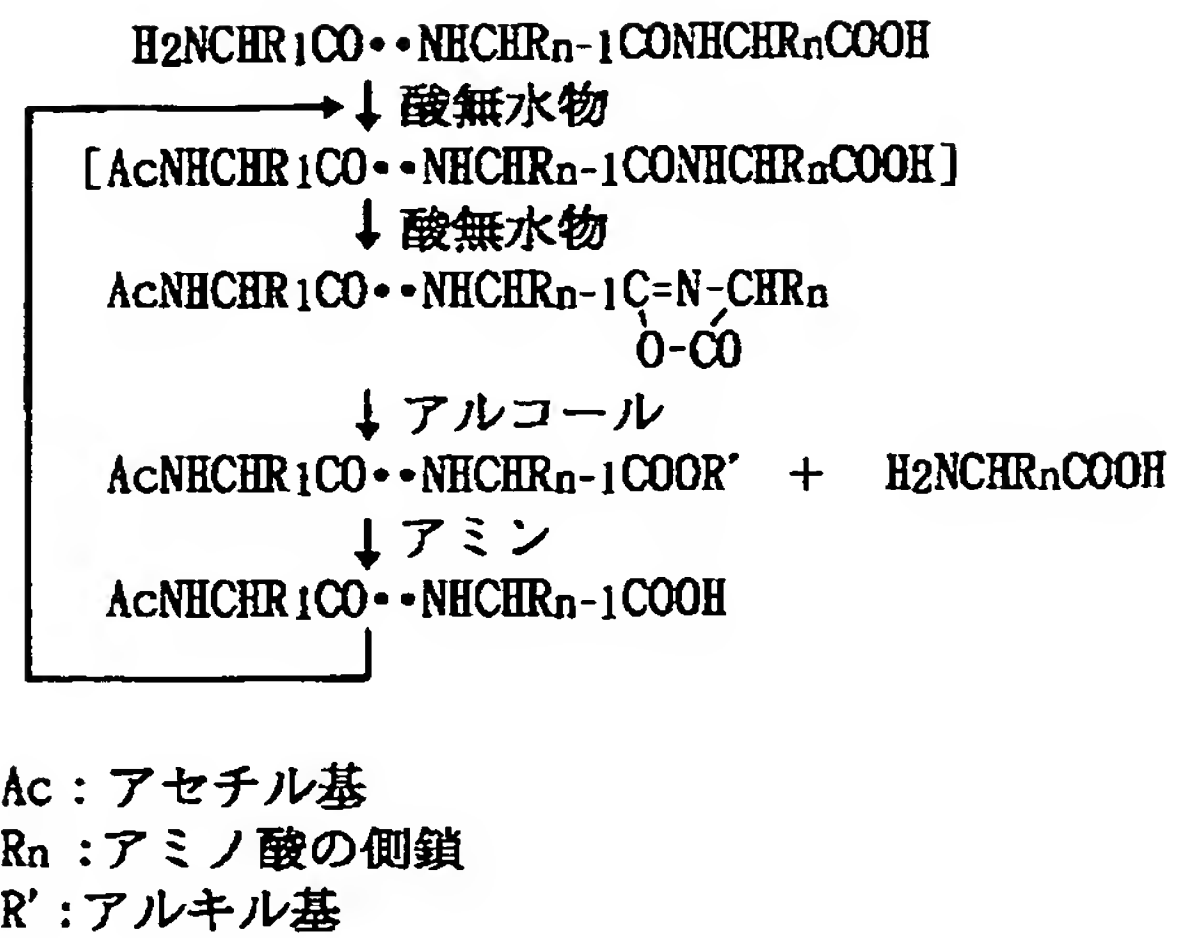 H2NCHR1CO••NHCHRn-1CONHCHRnCOOH
↓ 酸無水物
[AcNHCHR1CO••NHCHRn-1CONHCHRnCOOH]
↓ 酸無水物
AcNHCHR1CO••NHCHRn-1C=N-CHRn
O-CO
↓ アルコール
AcNHCHR1CO••NHCHRn-1COOR' + H2NCHRnCOOH
↓ アミン
AcNHCHR1CO••NHCHRn-1COOH
Ac:アセチル基
Rn:アミノ酸の側鎖
R':アルキル基